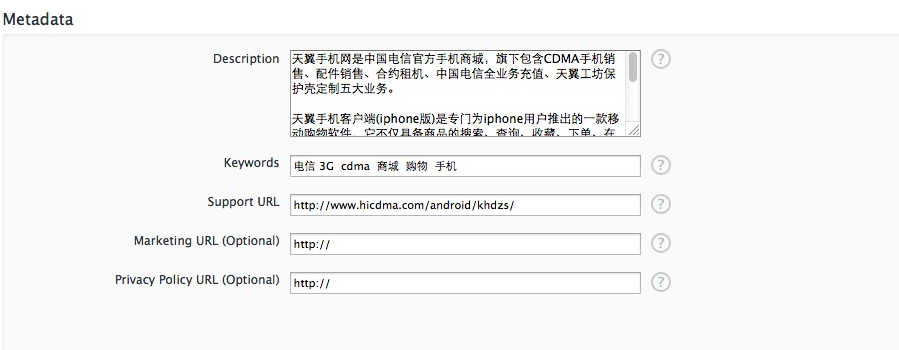 Metadata
Description
天翼手机网是中国电信官方手机商城，旗下包含CDMA手机销
售、配件销售、合约租机、中国电信全业务充值、天翼工坊保
护壳定制五大业务。
天翼手机客户端(iphone版)是专门为iphone用户推出的一款移
动购物软件，它不仅具备商品的搜索、查询、收藏、下单、在
?
Keywords
电信 3G cdma 商城 购物 手机
?
Support URL
http://www.hicdma.com/android/khdzs/
?
Marketing URL (Optional)
http://
?
Privacy Policy URL (Optional)
http://
?